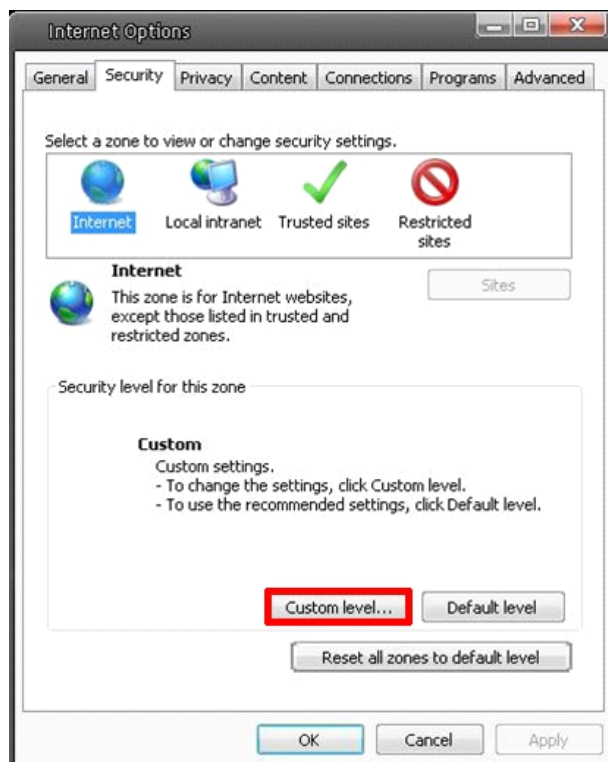 Internet Options
General Security Privacy Content Connections Programs Advanced
Select a zone to view or change security settings.
Internet Local intranet Trusted sites Restricted sites
Internet
Sites
This zone is for Internet websites,
except those listed in trusted and
restricted zones.
Security level for this zone
Custom
Custom settings.
- To change the settings, click Custom level.
- To use the recommended settings, click Default level.
Custom level... Default level
Reset all zones to default level
OK Cancel Apply